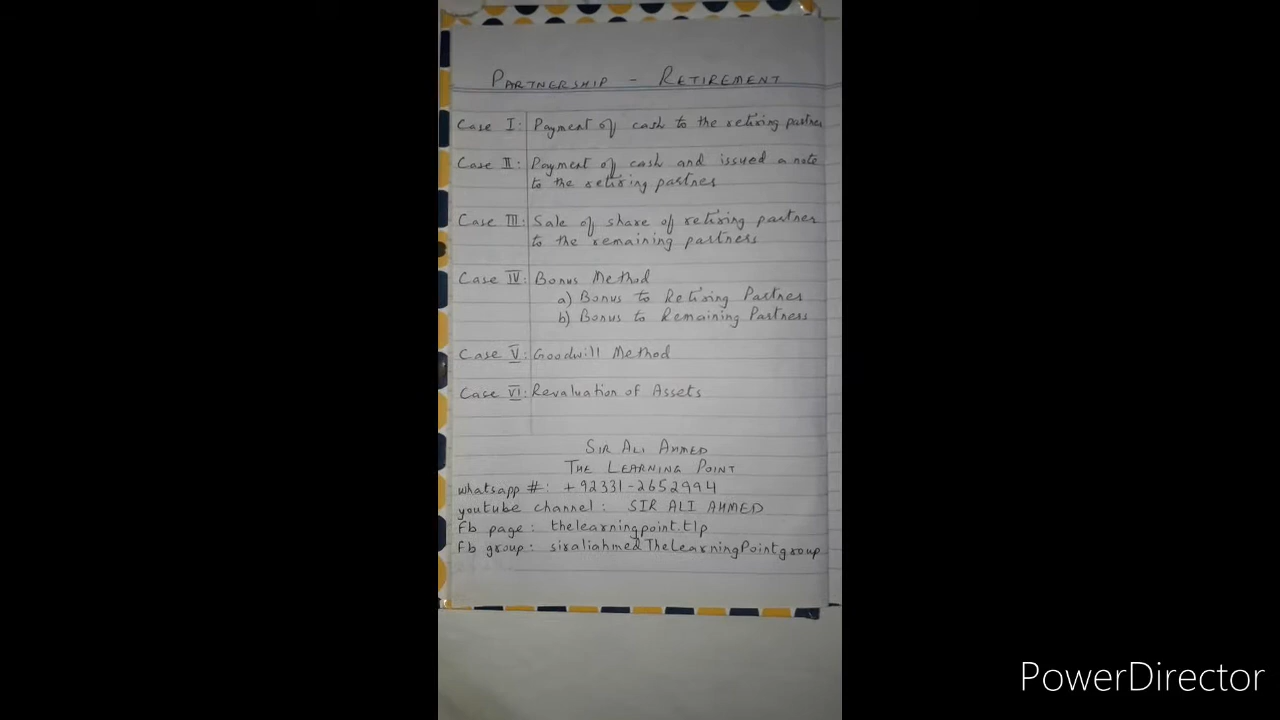 PARTNERSHIP - RETIREMENT
Case I: Payment of cash to the retiring partner
Case II: Payment of cash and issued a note
to the retiring partner
Case III: Sale of share of retiring partner
to the remaining partners
Case IV: Bonus Method
a) Bonus to Retiring Partner
b) Bonus to Remaining Partners
Case V: Goodwill Method
Case VI: Revaluation of Assets
SIR ALI AHMED
THE LEARNING POINT
whatsapp #: +92331-2652994
youtube channel: SIR ALI AHMED
Fb page: thelearningpoint.tlp
Fb group: siraliahmedTheLearningPointgroup
PowerDirector